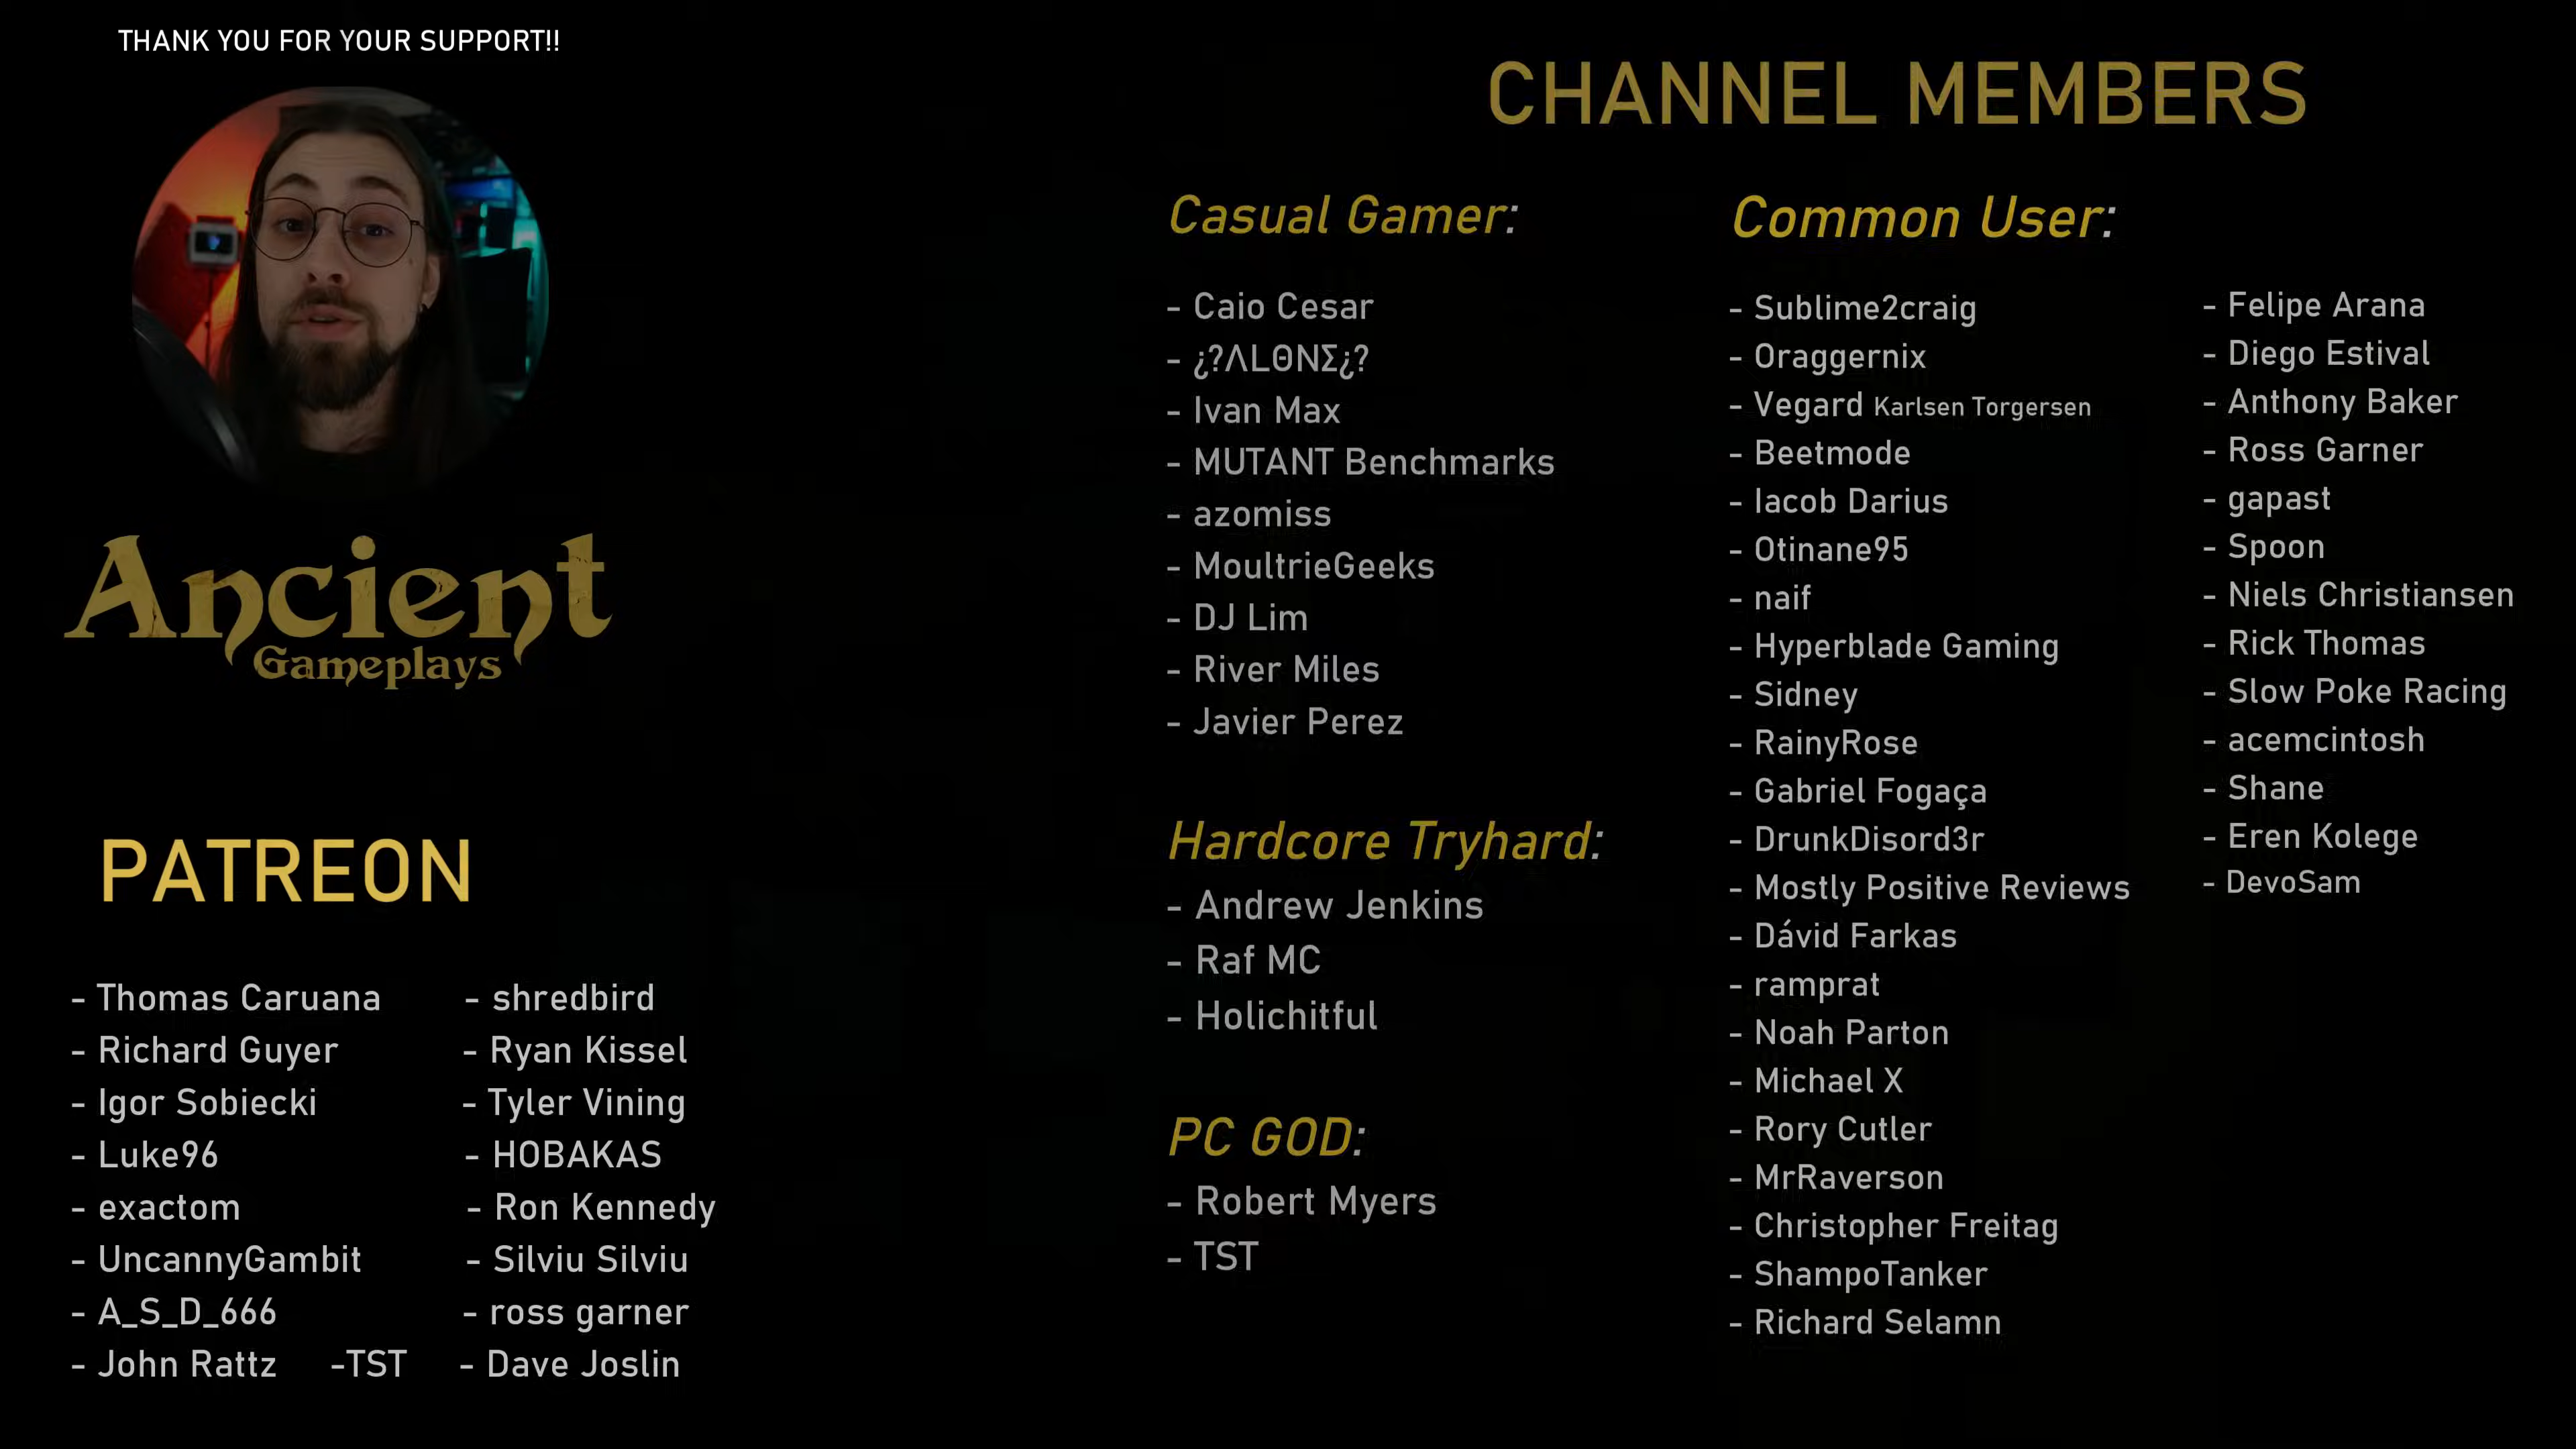 THANK YOU FOR YOUR SUPPORT!!
Ancient
Gameplays
PATREON
- Thomas Caruana
- Richard Guyer
- Igor Sobiecki
- Luke96
- exactom
- UncannyGambit
- A_S_D_666
- John Rattz
-TST
- shredbird
- Ryan Kissel
- Tyler Vining
- HOBAKAS
- Ron Kennedy
- Silviu Silviu
- ross garner
- Dave Joslin
CHANNEL MEMBERS
Casual Gamer:
- Caio Cesar
- ¿?ΛLΘNΣ¿?
- Ivan Max
- MUTANT Benchmarks
- azomiss
- MoultrieGeeks
- DJ Lim
- River Miles
- Javier Perez
Hardcore Tryhard:
- Andrew Jenkins
- Raf MC
- Holichitful
PC GOD:
- Robert Myers
- TST
Common User:
- Sublime2craig
- Oraggernix
- Vegard Karlsen Torgersen
- Beetmode
- Iacob Darius
- Otinane95
- naif
- Hyperblade Gaming
- Sidney
- RainyRose
- Gabriel Fogaça
- DrunkDisord3r
- Mostly Positive Reviews
- Dávid Farkas
- ramprat
- Noah Parton
- Michael X
- Rory Cutler
- MrRaverson
- Christopher Freitag
- ShampoTanker
- Richard Selamn
- Felipe Arana
- Diego Estival
- Anthony Baker
- Ross Garner
- gapast
- Spoon
- Niels Christiansen
- Rick Thomas
- Slow Poke Racing
- acemcintosh
- Shane
- Eren Kolege
- DevoSam